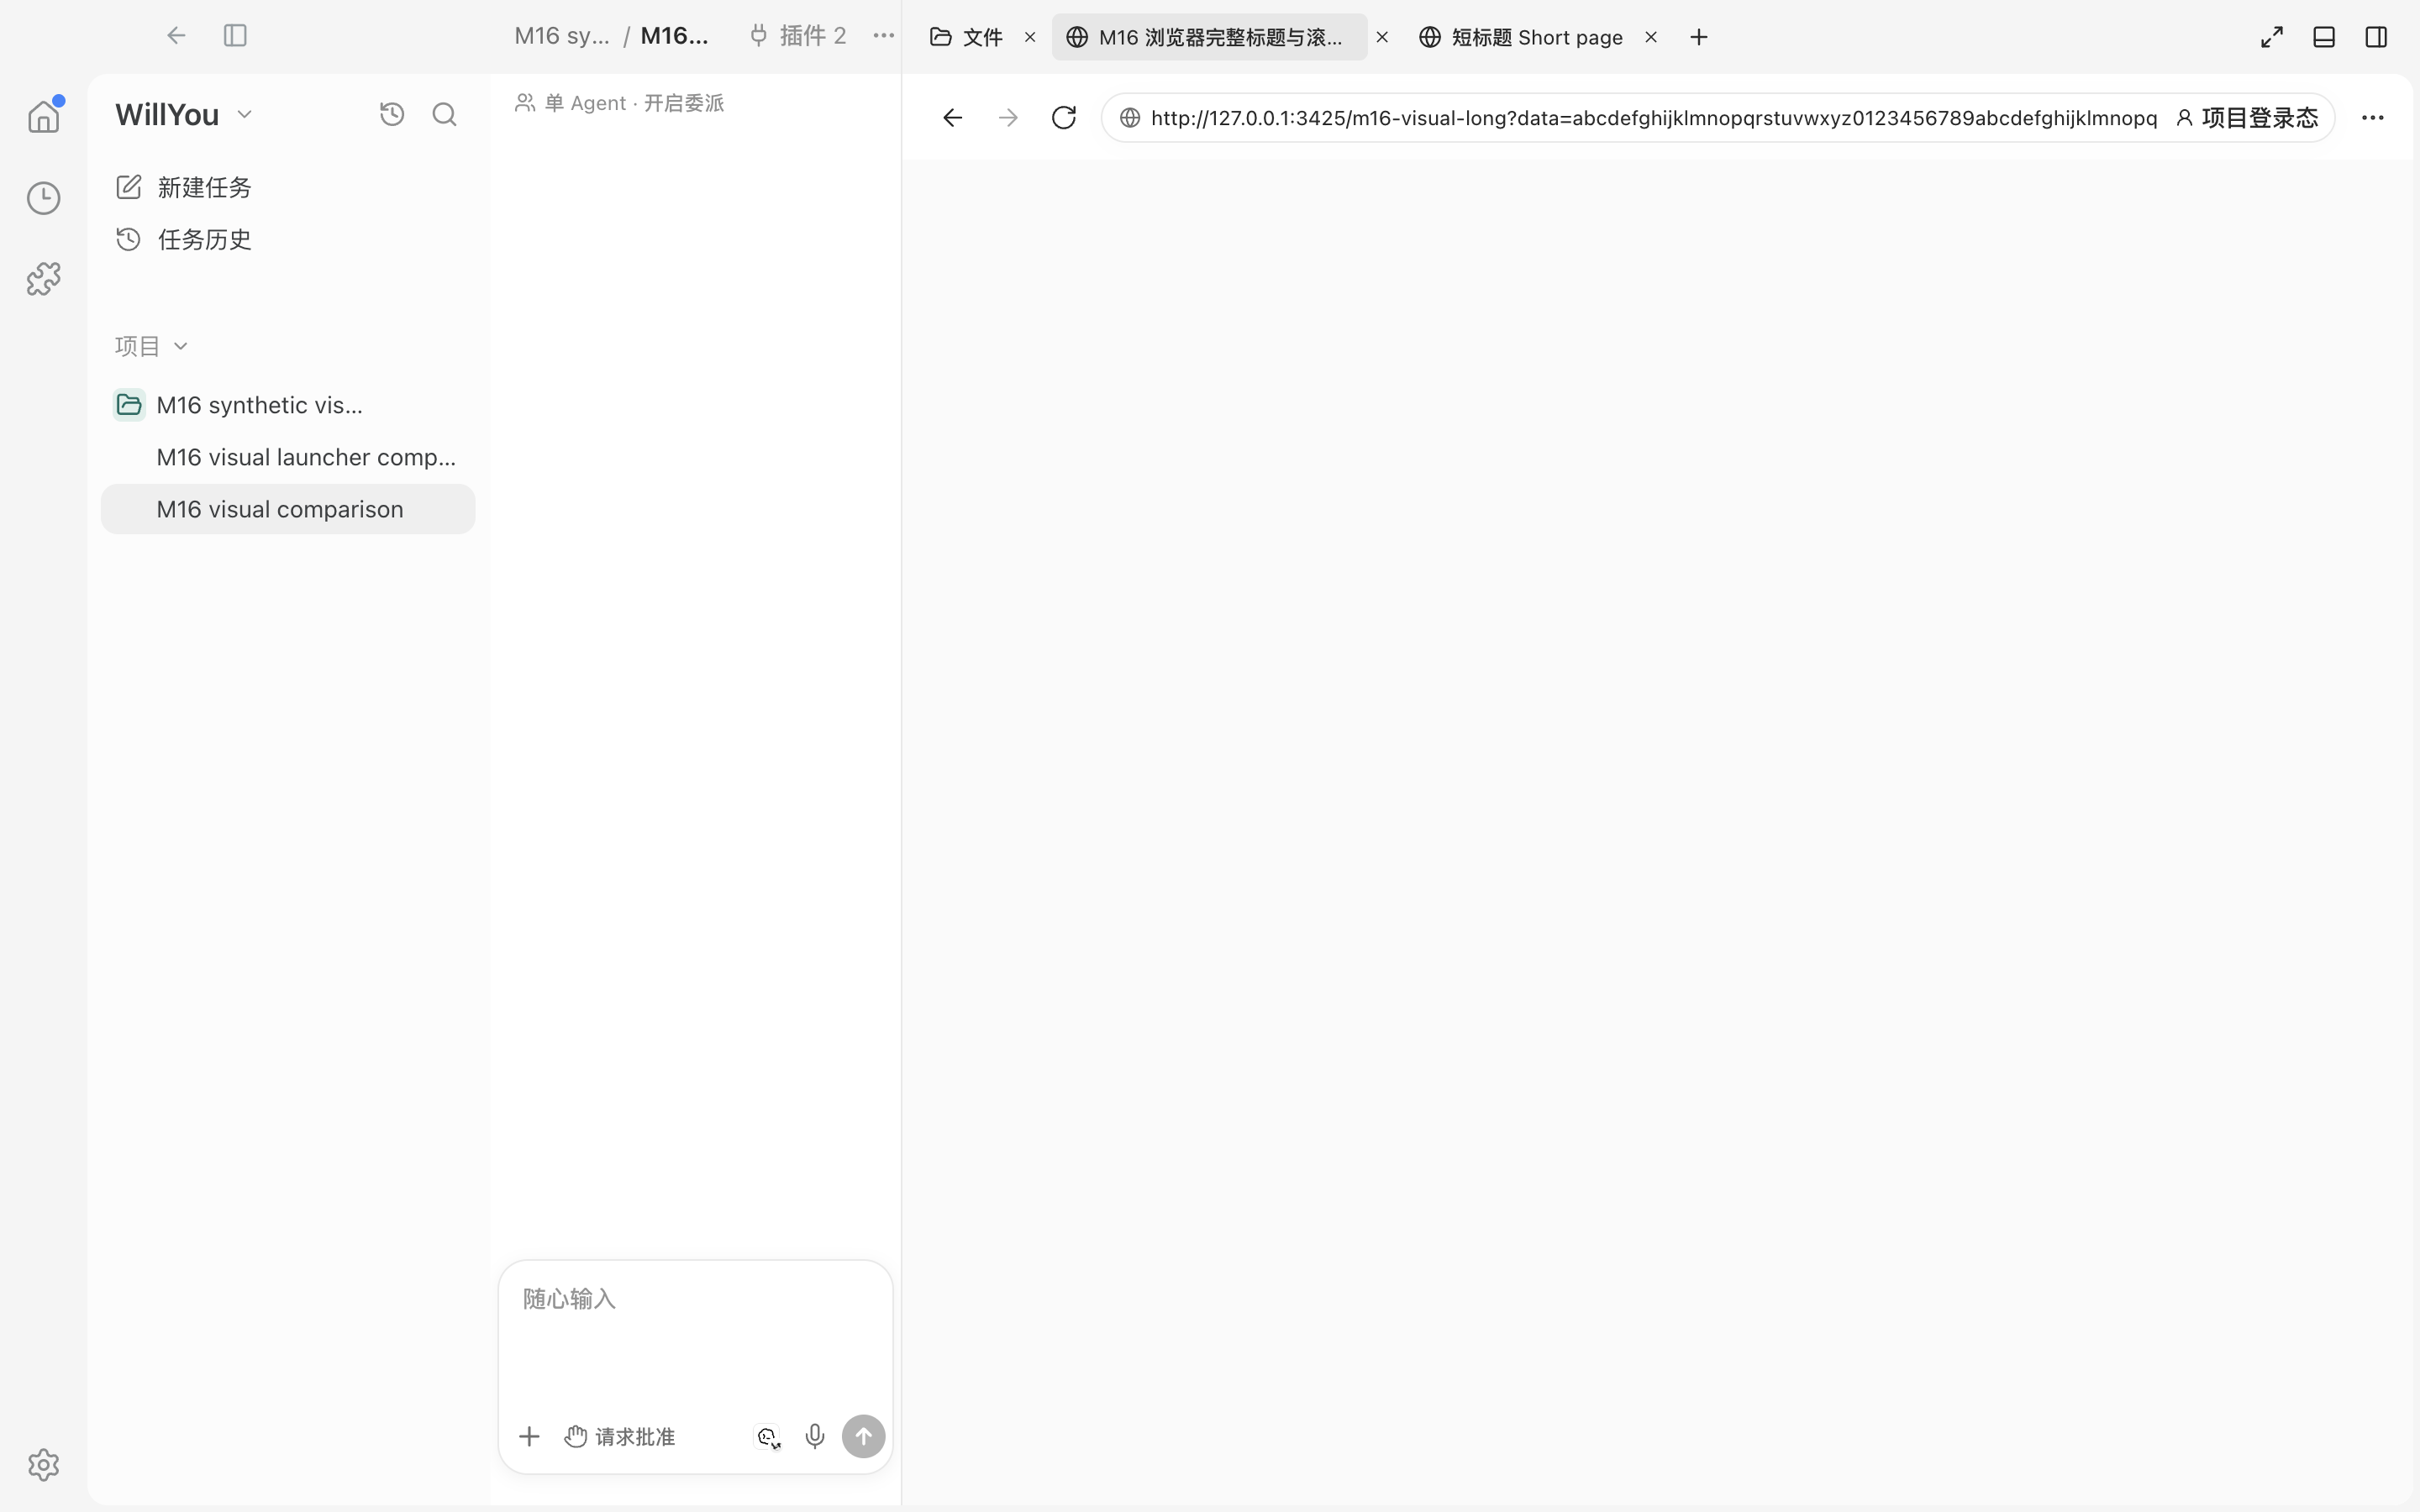 M16 sy... / M16... 插件 2
文件
M16 浏览器完整标题与滚...
短标题 Short page
WillYou
新建任务
任务历史
项目
M16 synthetic vis...
M16 visual launcher comp...
M16 visual comparison
单 Agent · 开启委派
随心输入
请求批准
http://127.0.0.1:3425/m16-visual-long?data=abcdefghijklmnopqrstuvwxyz0123456789abcdefghijklmnopq
项目登录态